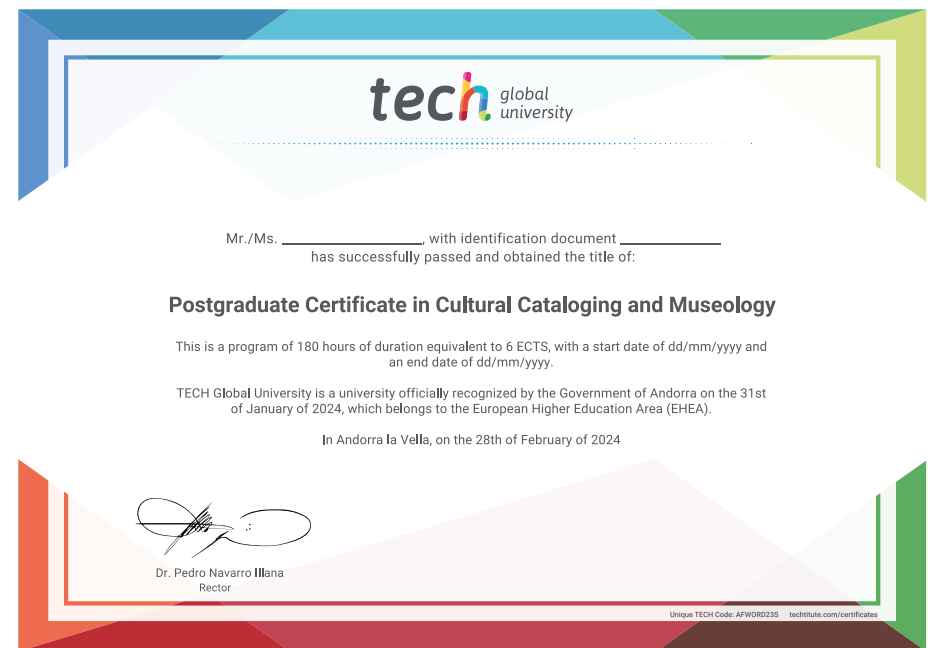 tech global university
Mr./Ms. ____________________, with identification document ______________
has successfully passed and obtained the title of:
Postgraduate Certificate in Cultural Cataloging and Museology
This is a program of 180 hours of duration equivalent to 6 ECTS, with a start date of dd/mm/yyyy and
an end date of dd/mm/yyyy.
TECH Global University is a university officially recognized by the Government of Andorra on the 31st
of January of 2024, which belongs to the European Higher Education Area (EHEA).
In Andorra la Vella, on the 28th of February of 2024
Dr. Pedro Navarro Illana
Rector
Unique TECH Code: AFWORD23S techtitute.com/certificates